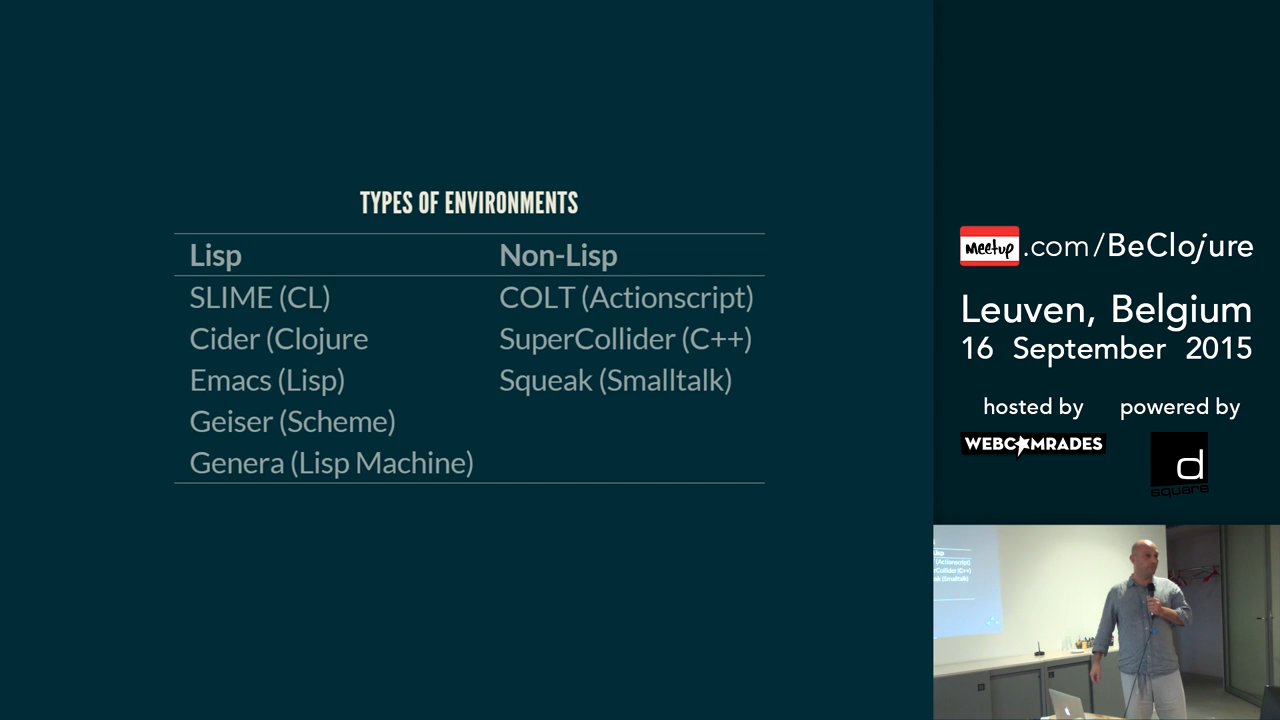 TYPES OF ENVIRONMENTS
Lisp Non-Lisp
SLIME (CL) COLT (Actionscript)
Cider (Clojure SuperCollider (C++)
Emacs (Lisp) Squeak (Smalltalk)
Geiser (Scheme)
Genera (Lisp Machine)
meetup.com/BeClojure
Leuven, Belgium
16 September 2015
hosted by powered by
WEBCOMRADES
d
square